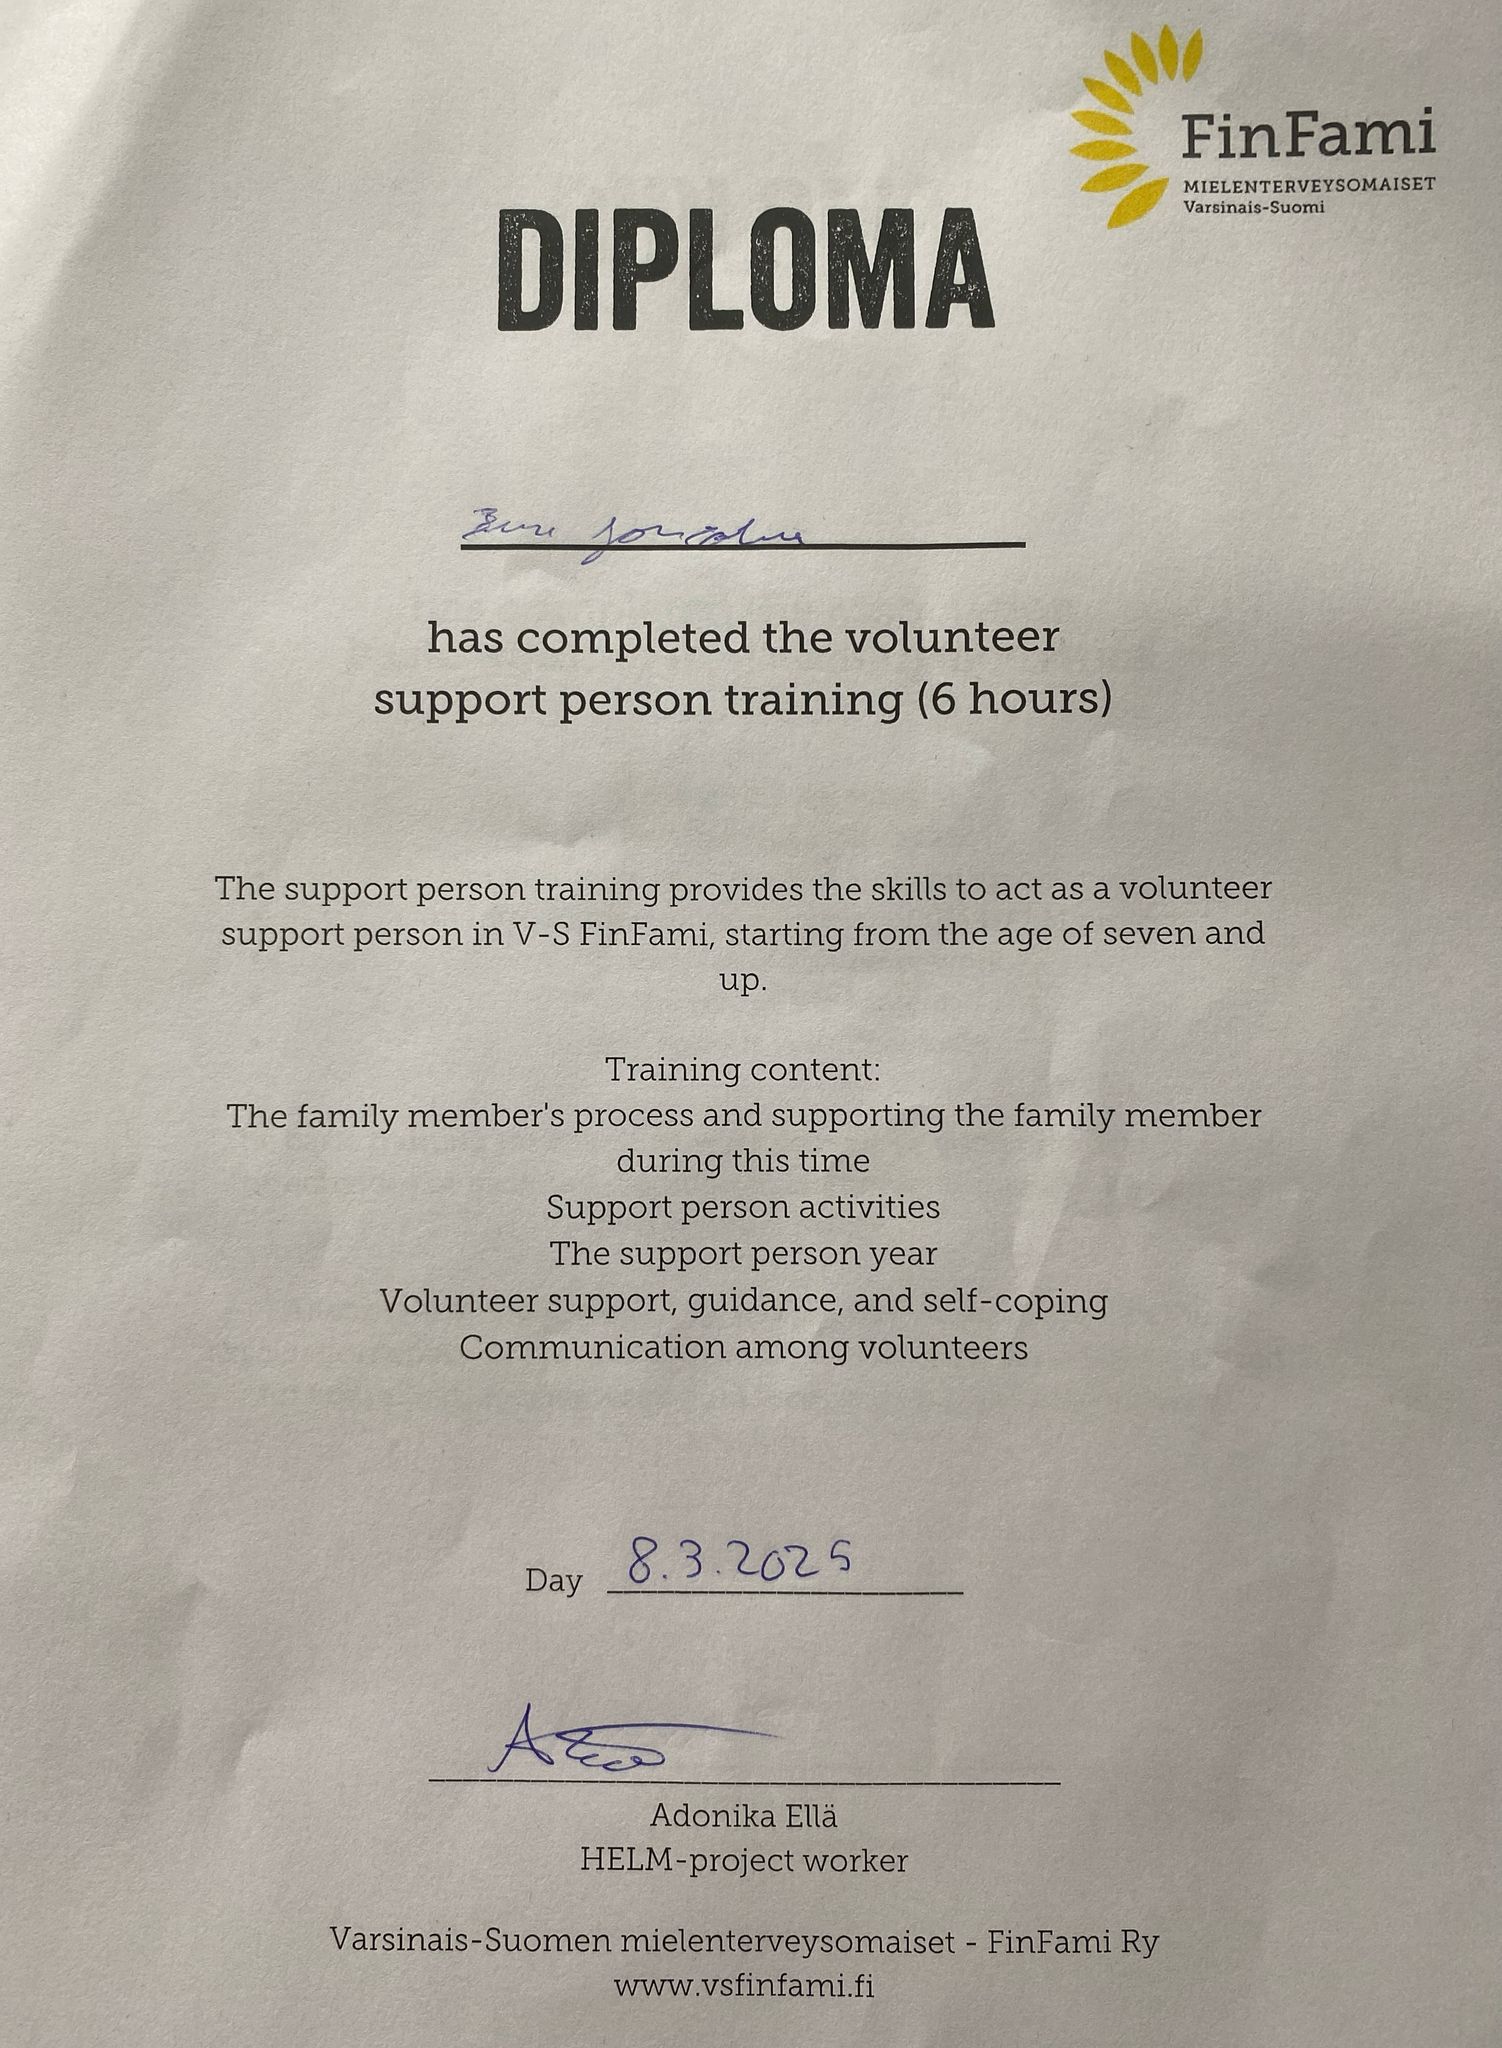 FinFami
MIELENTERVEYSOMAISET
Varsinais-Suomi
DIPLOMA
has completed the volunteer
support person training (6 hours)
The support person training provides the skills to act as a volunteer
support person in V-S FinFami, starting from the age of seven and
up.
Training content:
The family member's process and supporting the family member
during this time
Support person activities
The support person year
Volunteer support, guidance, and self-coping
Communication among volunteers
Day 8.3.2025
Adonika Ellä
HELM-project worker
Varsinais-Suomen mielenterveysomaiset - FinFami Ry
www.vsfinfami.fi